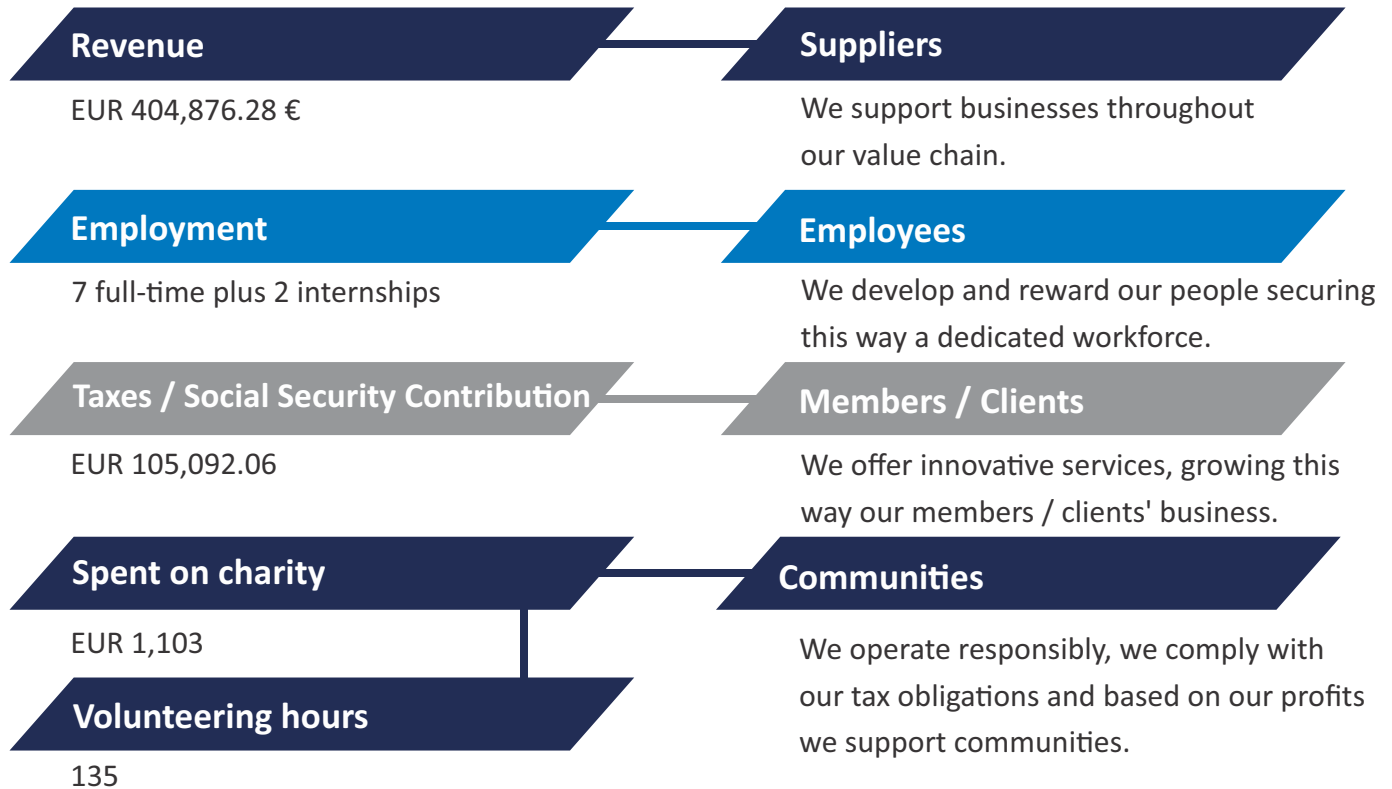 Revenue
EUR 404,876.28 €
Suppliers
We support businesses throughout
our value chain.
Employment
7 full-time plus 2 internships
Employees
We develop and reward our people securing
this way a dedicated workforce.
Taxes / Social Security Contribution
EUR 105,092.06
Members / Clients
We offer innovative services, growing this
way our members / clients' business.
Spent on charity
EUR 1,103
Volunteering hours
135
Communities
We operate responsibly, we comply with
our tax obligations and based on our profits
we support communities.